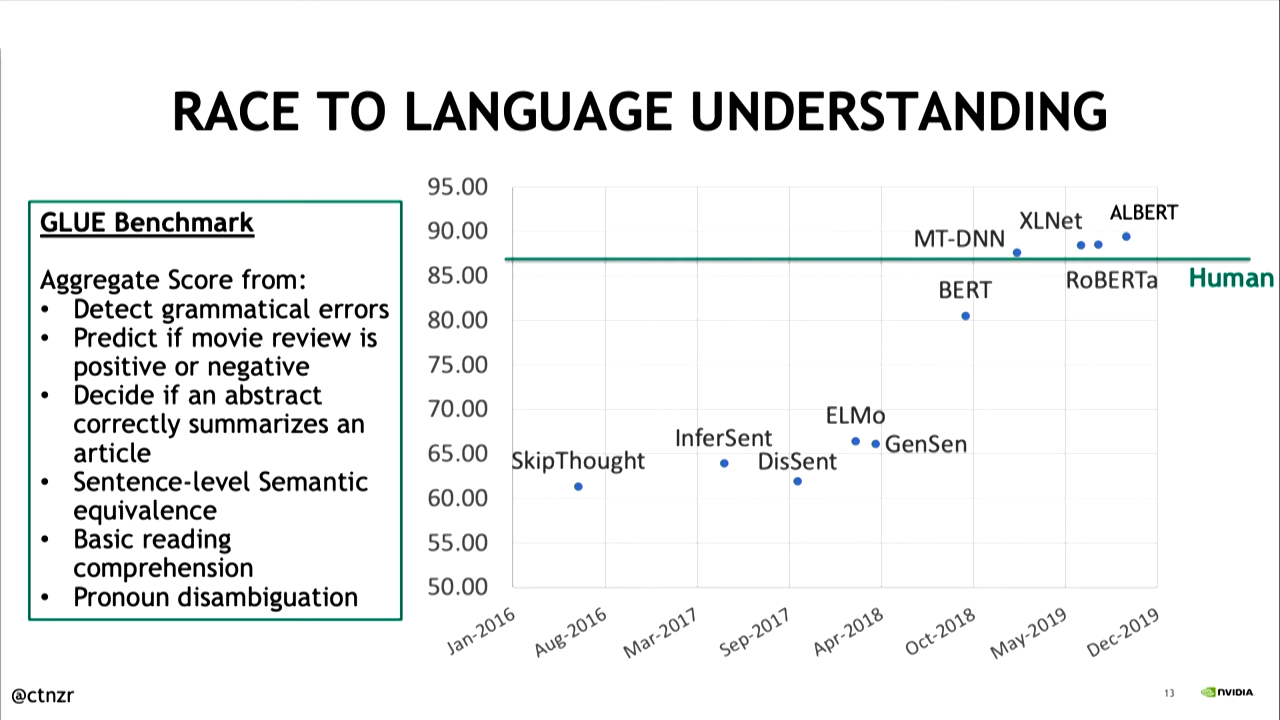 RACE TO LANGUAGE UNDERSTANDING
GLUE Benchmark
Aggregate Score from:
• Detect grammatical errors
• Predict if movie review is
positive or negative
• Decide if an abstract
correctly summarizes an
article
• Sentence-level Semantic
equivalence
• Basic reading
comprehension
• Pronoun disambiguation
95.00
90.00
85.00
80.00
75.00
70.00
65.00
60.00
55.00
50.00
SkipThought
InferSent
DisSent
ELMo
GenSen
BERT
MT-DNN
XLNet
RoBERTa
ALBERT
Human
Jan-2016
Aug-2016
Mar-2017
Sep-2017
Apr-2018
Oct-2018
May-2019
Dec-2019
@ctnzr
13
NVIDIA